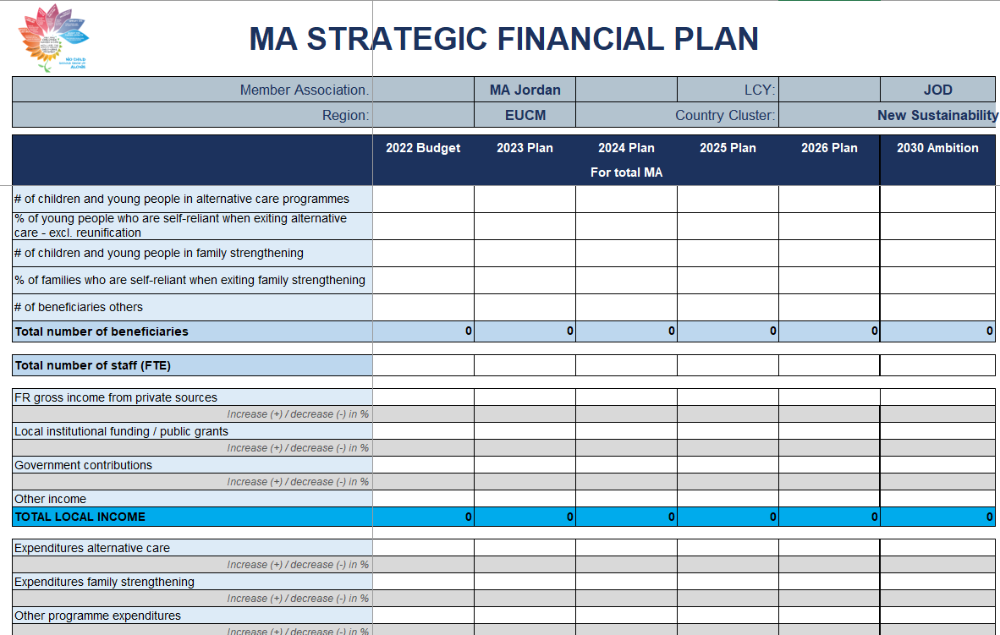 NO CHILD
ALONE
MA STRATEGIC FINANCIAL PLAN
Member Association. MA Jordan LCY: JOD
Region: EUCM Country Cluster: New Sustainability
2022 Budget 2023 Plan 2024 Plan 2025 Plan 2026 Plan 2030 Ambition
For total MA
# of children and young people in alternative care programmes
% of young people who are self-reliant when exiting alternative
care - excl. reunification
# of children and young people in family strengthening
% of families who are self-reliant when exiting family strengthening
# of beneficiaries others
Total number of beneficiaries 0 0 0 0 0 0
Total number of staff (FTE)
FR gross income from private sources
Increase (+) / decrease (-) in %
Local institutional funding / public grants
Increase (+) / decrease (-) in %
Government contributions
Increase (+) / decrease (-) in %
Other income
TOTAL LOCAL INCOME 0 0 0 0 0 0
Expenditures alternative care
Increase (+) / decrease (-) in %
Expenditures family strengthening
Increase (+) / decrease (-) in %
Other programme expenditures
Increase (+) / decrease (-) in %